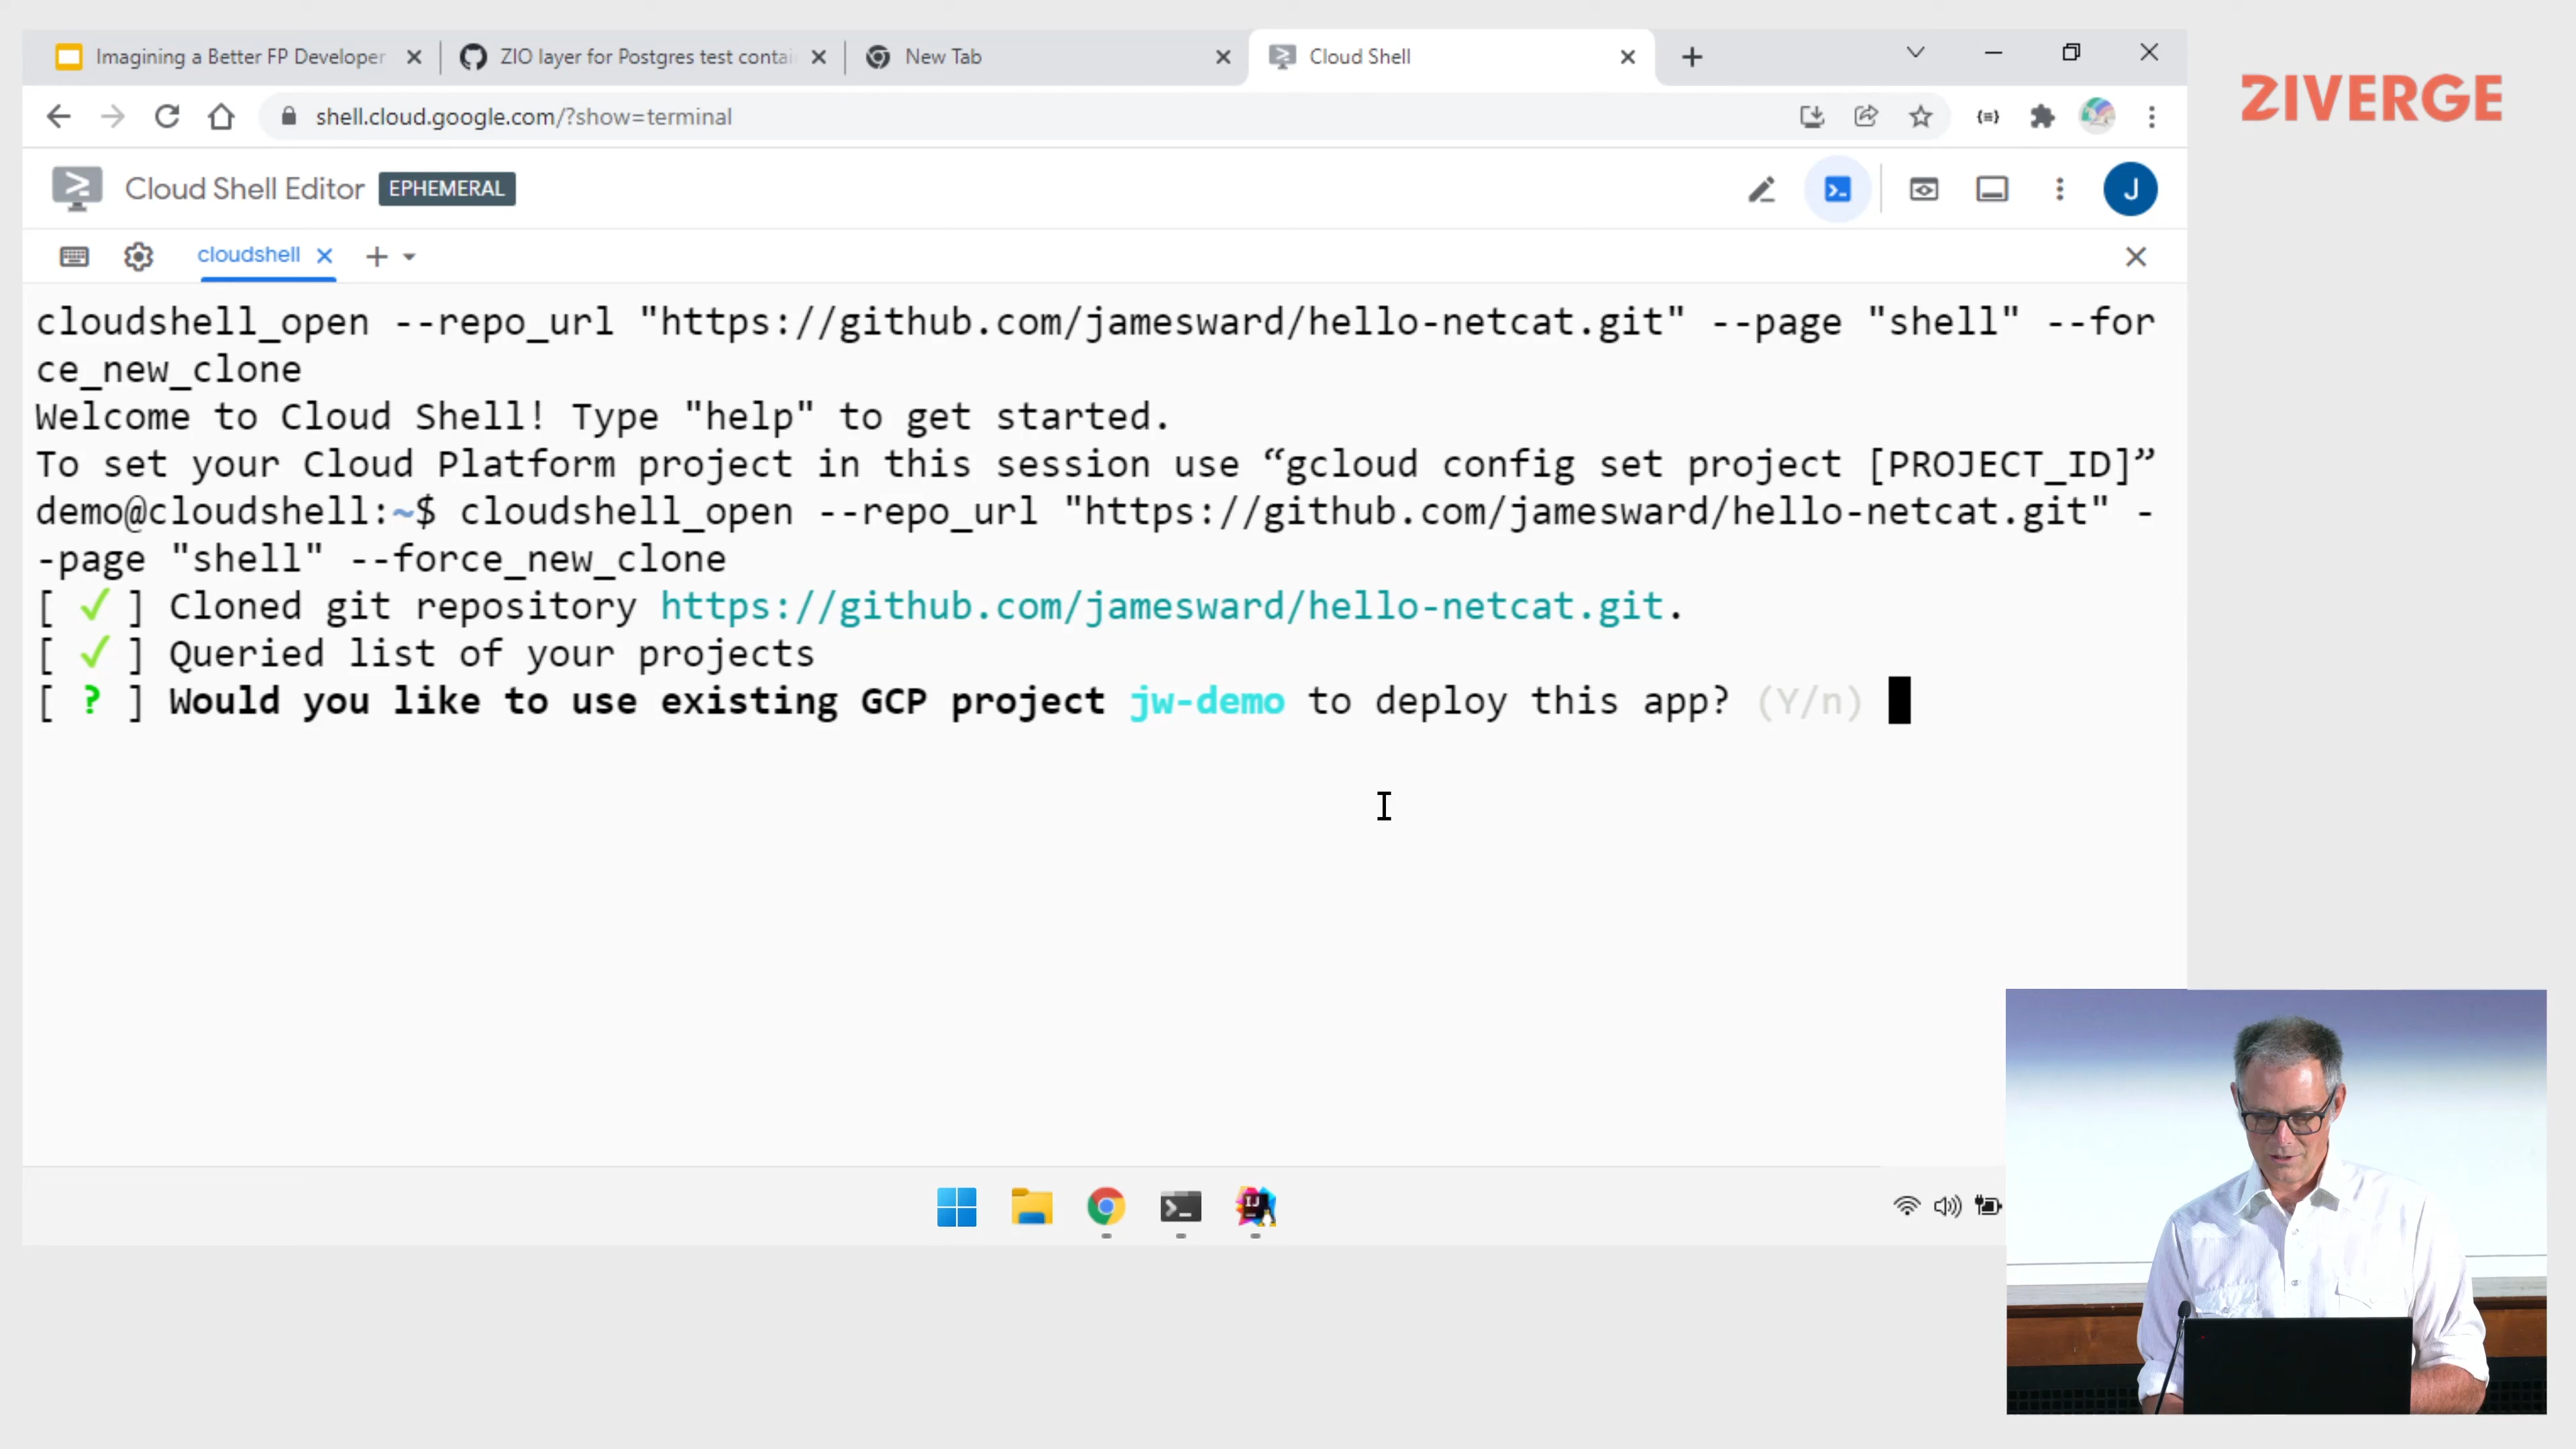 Imagining a Better FP Developer
ZIO layer for Postgres test contai
New Tab
Cloud Shell
ZIVERGE
shell.cloud.google.com/?show=terminal
Cloud Shell Editor EPHEMERAL
J
cloudshell
cloudshell_open --repo_url "https://github.com/jamesward/hello-netcat.git" --page "shell" --for
ce_new_clone
Welcome to Cloud Shell! Type "help" to get started.
To set your Cloud Platform project in this session use “gcloud config set project [PROJECT_ID]”
demo@cloudshell:~$ cloudshell_open --repo_url "https://github.com/jamesward/hello-netcat.git" -
-page "shell" --force_new_clone
[ ✓ ] Cloned git repository https://github.com/jamesward/hello-netcat.git.
[ ✓ ] Queried list of your projects
[ ? ] Would you like to use existing GCP project jw-demo to deploy this app? (Y/n)
IJ